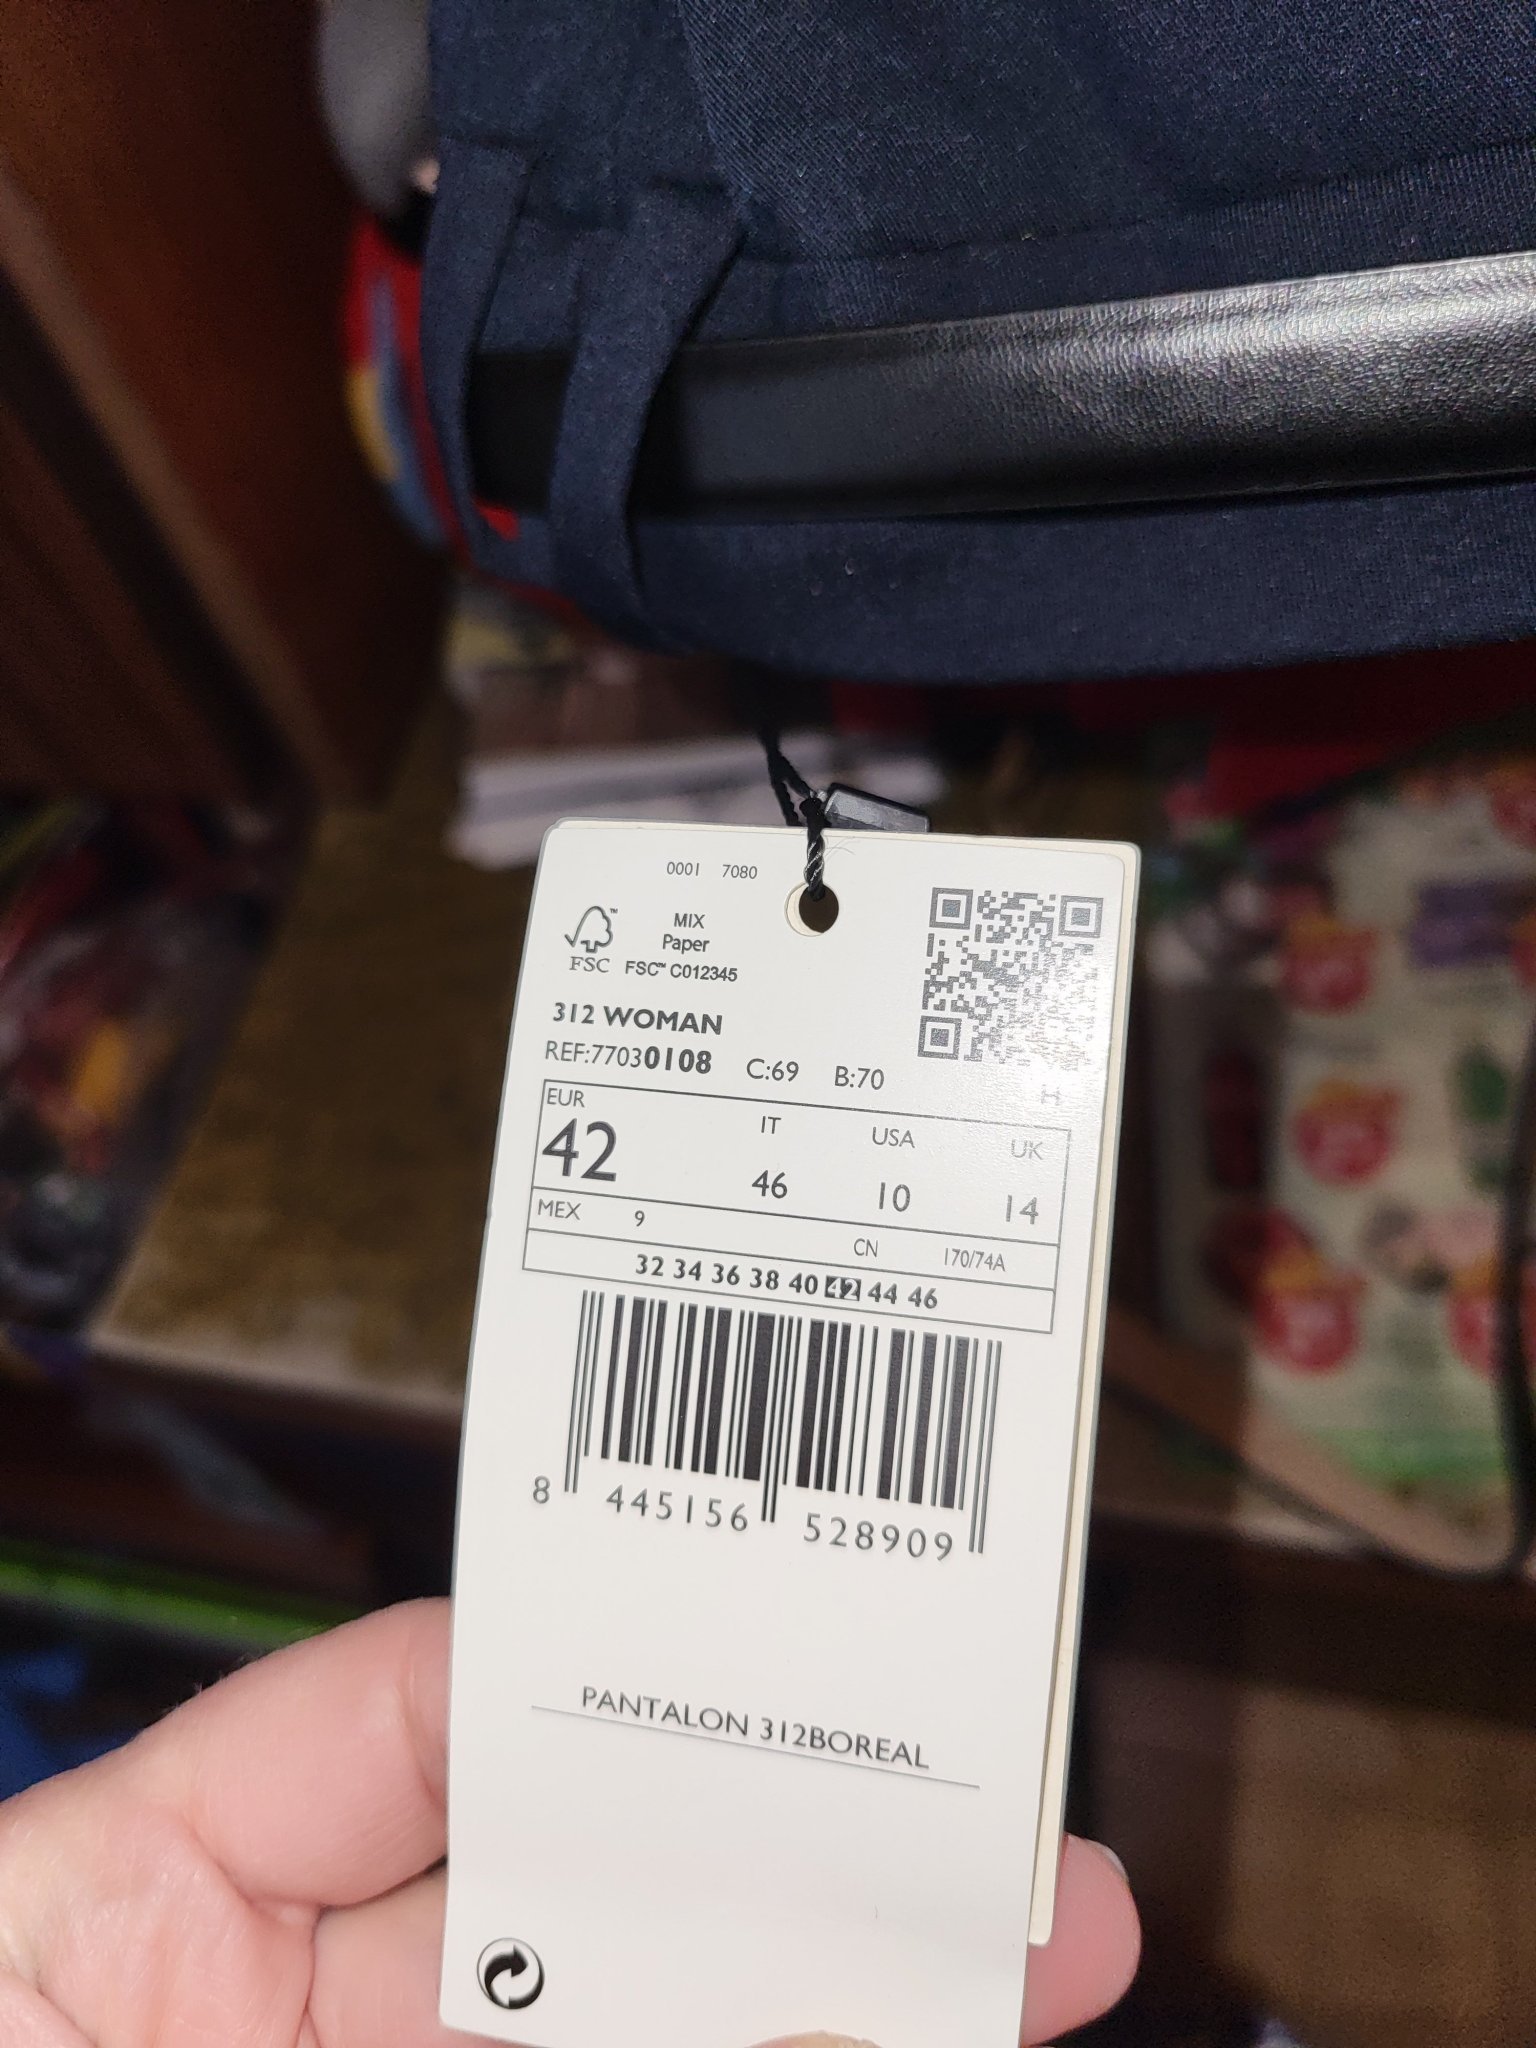 0001 7080
MIX
Paper
FSC FSC™ C012345
312 WOMAN
REF:77030108 C:69 B:70
H
EUR IT USA UK
42 46 10 14
MEX 9 CN 170/74A
32 34 36 38 40 42 44 46
8 445156 528909
PANTALON 312BOREAL